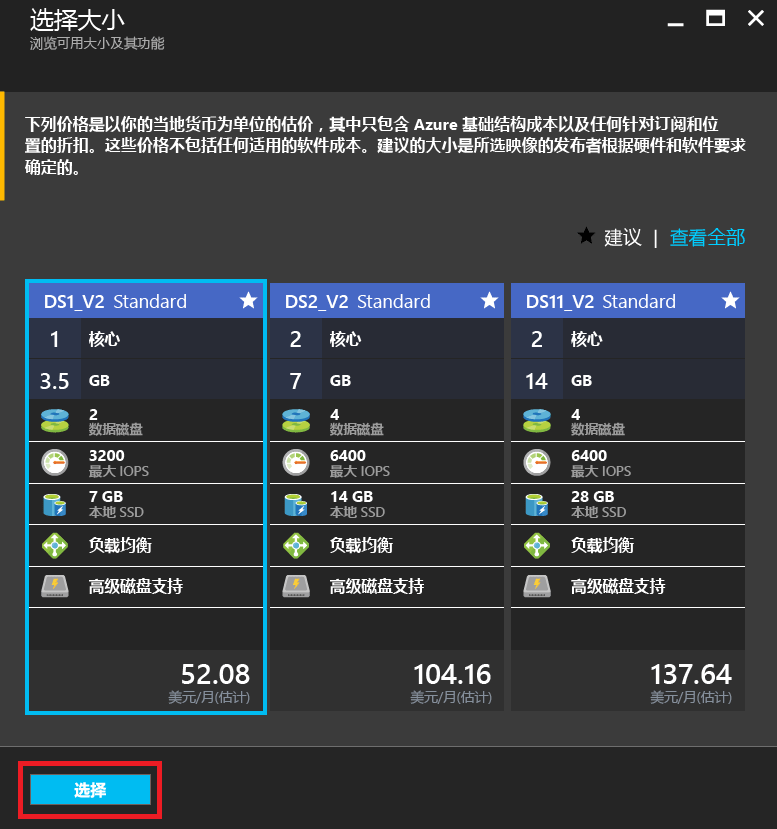 选择大小
浏览可用大小及其功能
下列价格是以你的当地货币为单位的估价，其中只包含 Azure 基础结构成本以及任何针对订阅和位
置的折扣。这些价格不包括任何适用的软件成本。建议的大小是所选映像的发布者根据硬件和软件要求
确定的。
★ 建议 | 查看全部
DS1_V2 Standard ★
1 核心
3.5 GB
2
数据磁盘
3200
最大 IOPS
7 GB
本地 SSD
负载均衡
高级磁盘支持
52.08
美元/月(估计)
DS2_V2 Standard ★
2 核心
7 GB
4
数据磁盘
6400
最大 IOPS
14 GB
本地 SSD
负载均衡
高级磁盘支持
104.16
美元/月(估计)
DS11_V2 Standard ★
2 核心
14 GB
4
数据磁盘
6400
最大 IOPS
28 GB
本地 SSD
负载均衡
高级磁盘支持
137.64
美元/月(估计)
选择